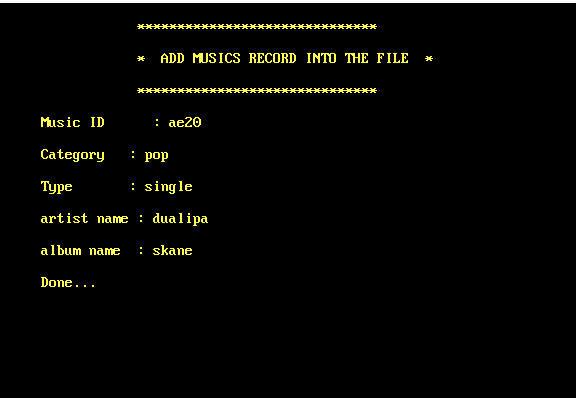 ******************************
* ADD MUSICS RECORD INTO THE FILE *
******************************
Music ID : ae20
Category : pop
Type : single
artist name : dualipa
album name : skane
Done...